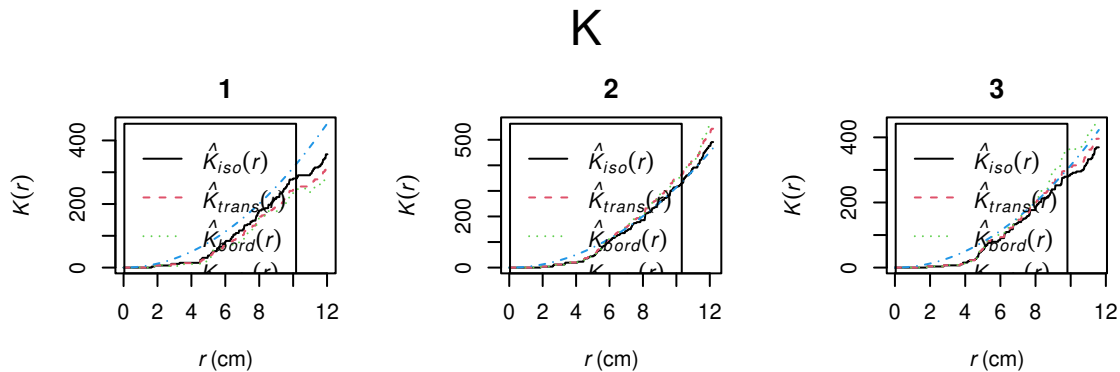 K
1
K(r)
0 200 400
K̂iso(r)
K̂trans(r)
K̂bord(r)
0 2 4 6 8 12
r (cm)
2
K(r)
0 200 500
K̂iso(r)
K̂trans(r)
K̂bord(r)
0 2 4 6 8 12
r (cm)
3
K(r)
0 200 400
K̂iso(r)
K̂trans(r)
K̂bord(r)
0 2 4 6 8 12
r (cm)